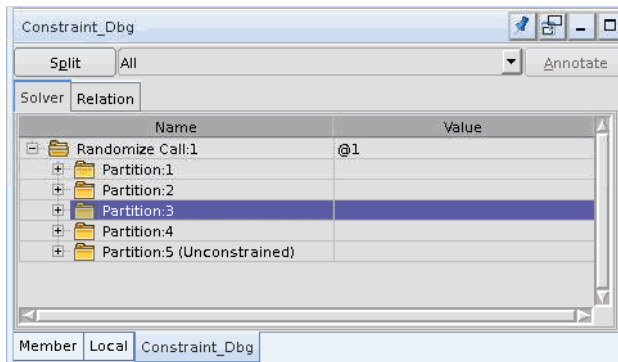 Constraint_Dbg
Split All Annotate
Solver Relation
Name Value
Randomize Call:1 @1
Partition:1
Partition:2
Partition:3
Partition:4
Partition:5 (Unconstrained)
Member Local Constraint_Dbg